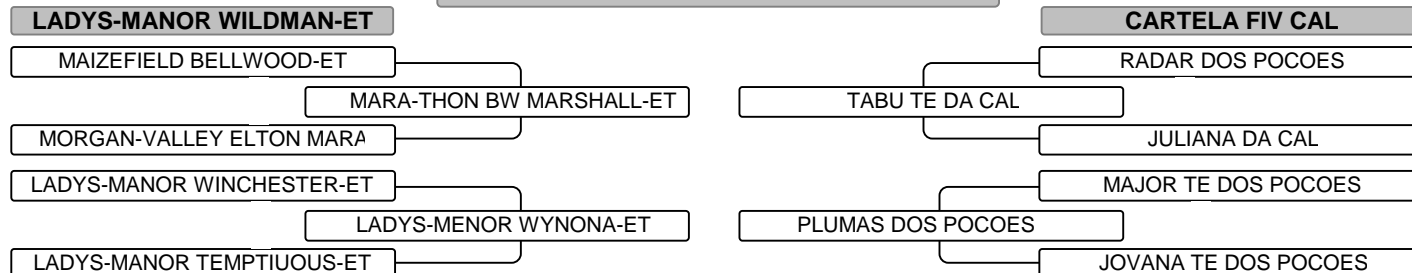 LADYS-MANOR WILDMAN-ET
CARTELA FIV CAL
MAIZEFIELD BELLWOOD-ET
RADAR DOS POCOES
MARA-THON BW MARSHALL-ET
TABU TE DA CAL
MORGAN-VALLEY ELTON MARA
JULIANA DA CAL
LADYS-MANOR WINCHESTER-ET
MAJOR TE DOS POCOES
LADYS-MENOR WYNONA-ET
PLUMAS DOS POCOES
LADYS-MANOR TEMPTIUOUS-ET
JOVANA TE DOS POCOES